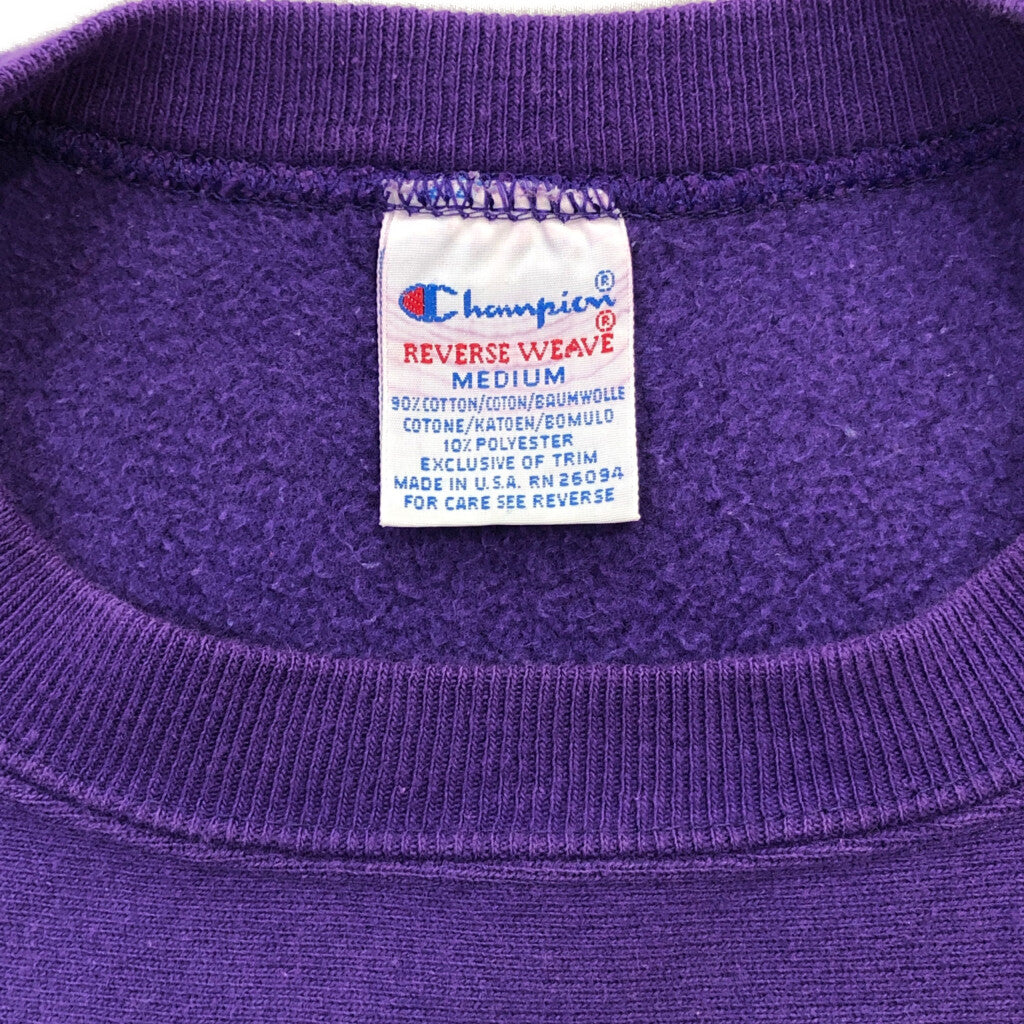 Champion®
REVERSE WEAVE®
MEDIUM
90% COTTON/COTON/BAUMWOLLE
COTONE/KATOEN/BOMULD
10% POLYESTER
EXCLUSIVE OF TRIM
MADE IN U.S.A. RN 26094
FOR CARE SEE REVERSE